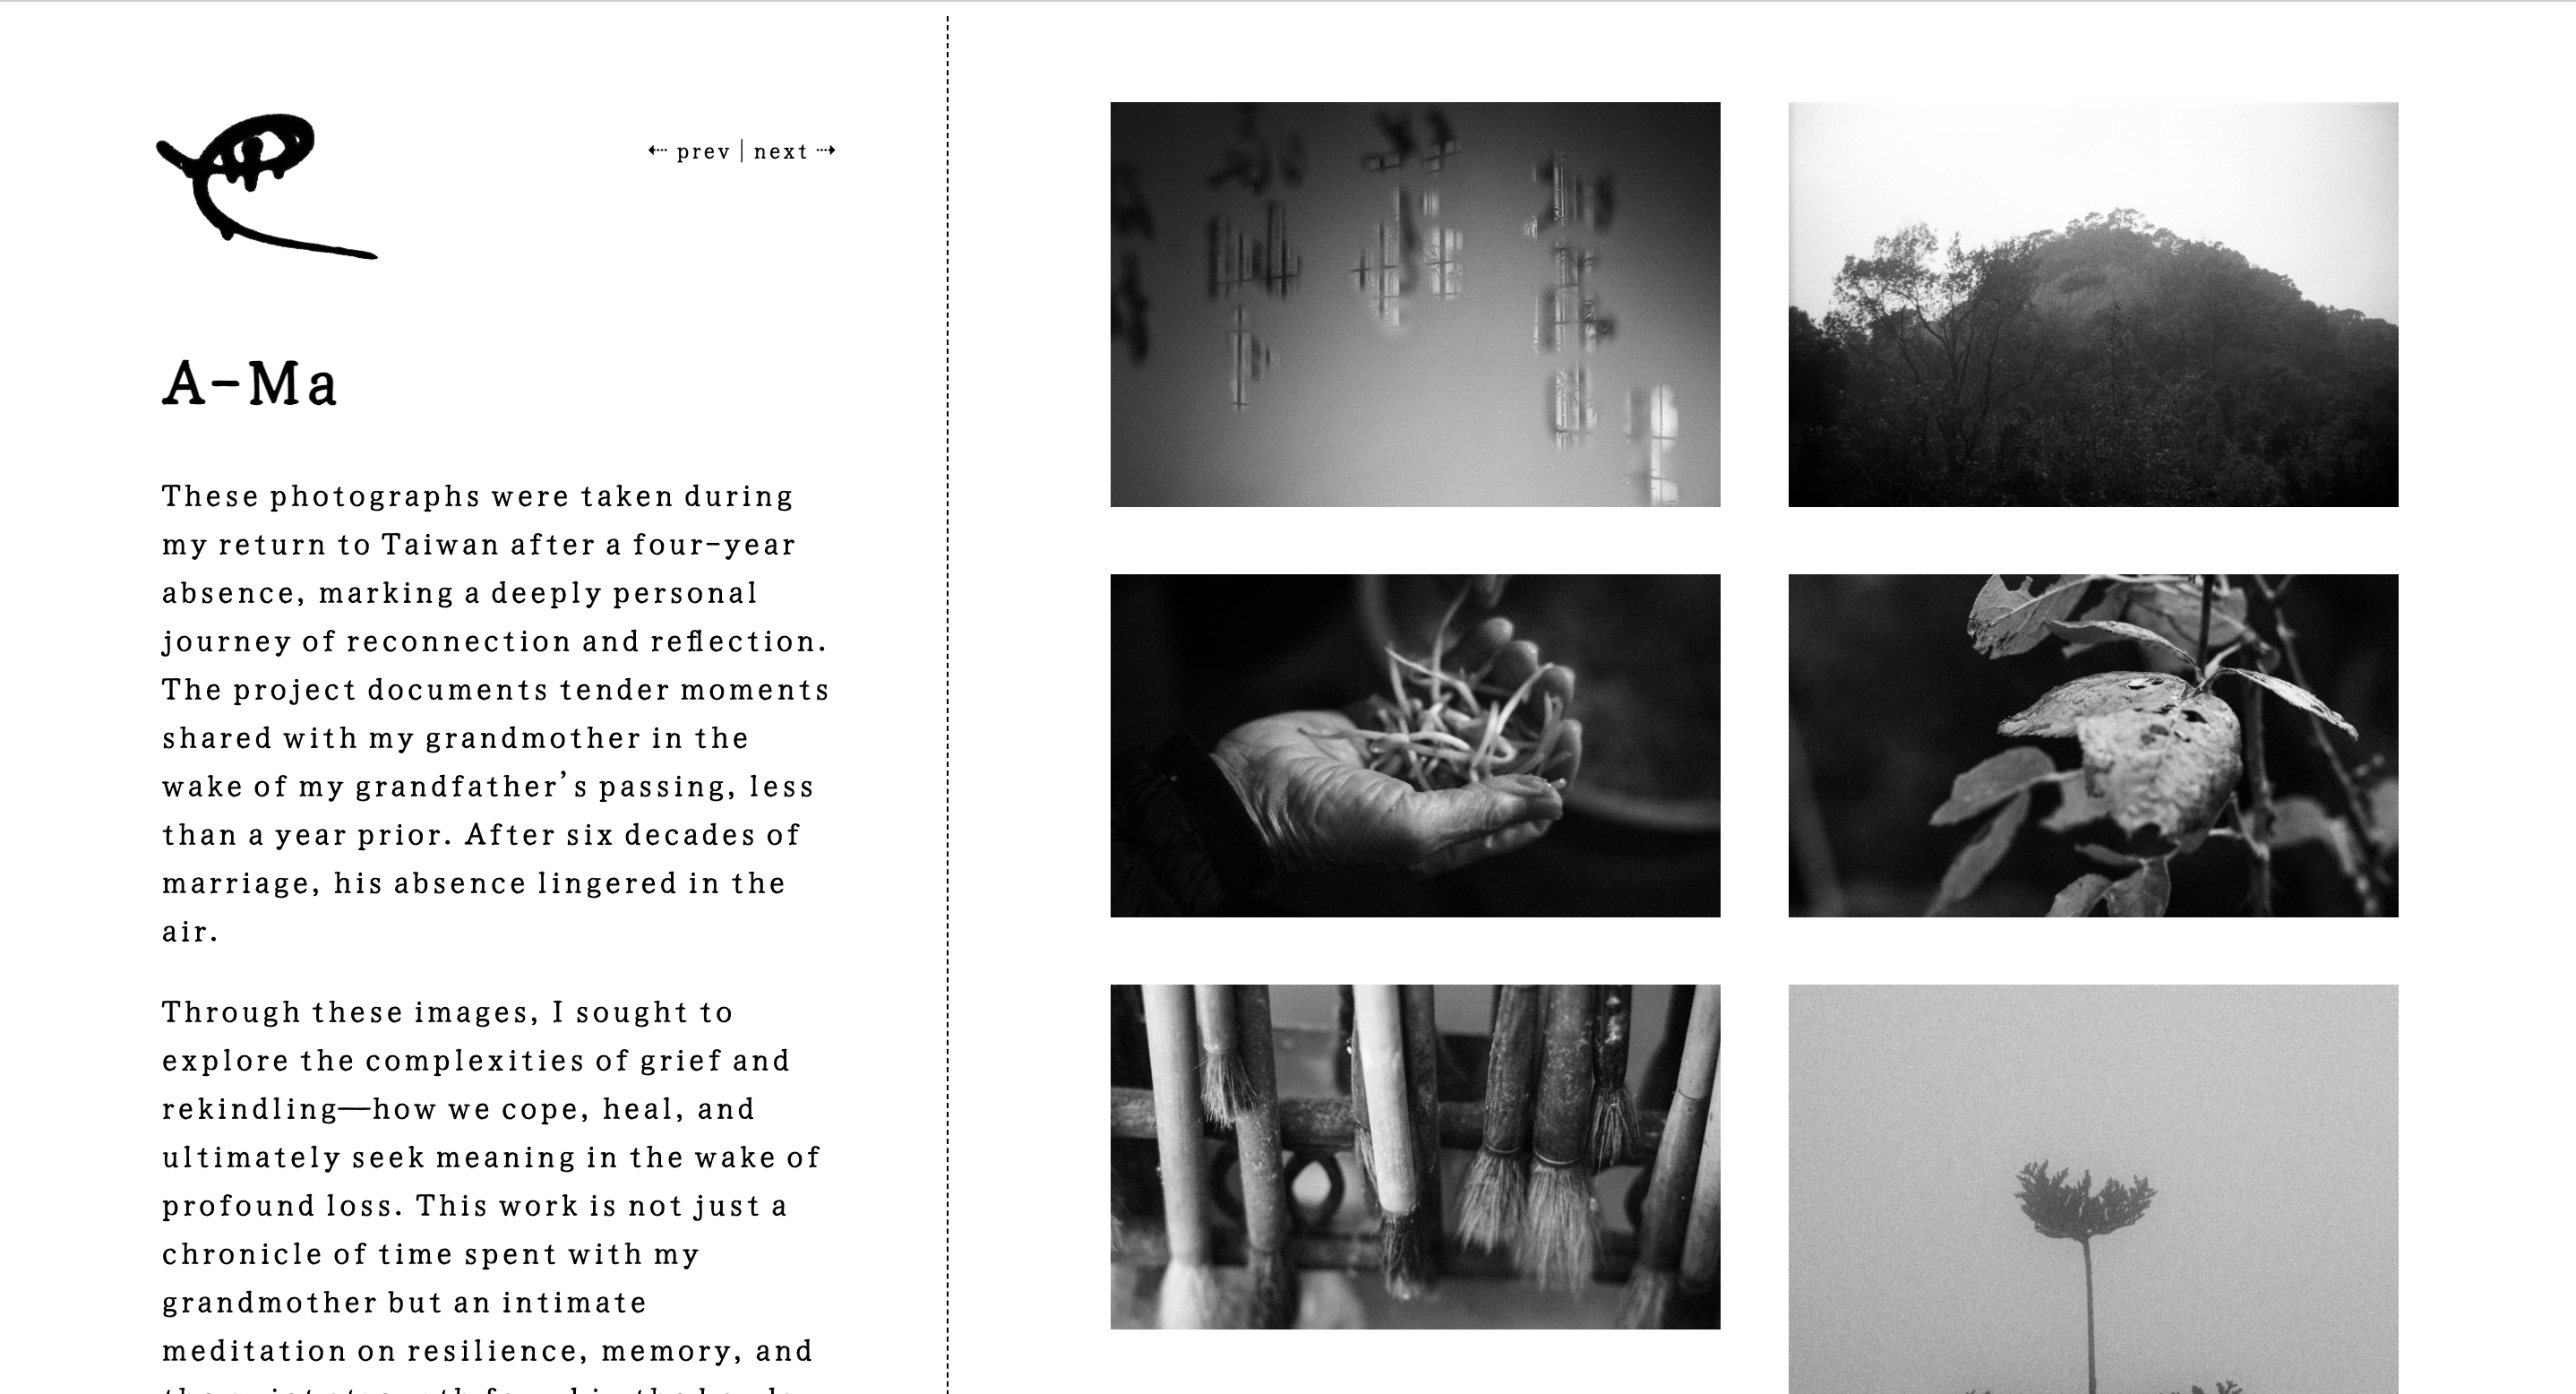 prev | next
A-Ma
These photographs were taken during
my return to Taiwan after a four-year
absence, marking a deeply personal
journey of reconnection and reflection.
The project documents tender moments
shared with my grandmother in the
wake of my grandfather’s passing, less
than a year prior. After six decades of
marriage, his absence lingered in the
air.
Through these images, I sought to
explore the complexities of grief and
rekindling—how we cope, heal, and
ultimately seek meaning in the wake of
profound loss. This work is not just a
chronicle of time spent with my
grandmother but an intimate
meditation on resilience, memory, and